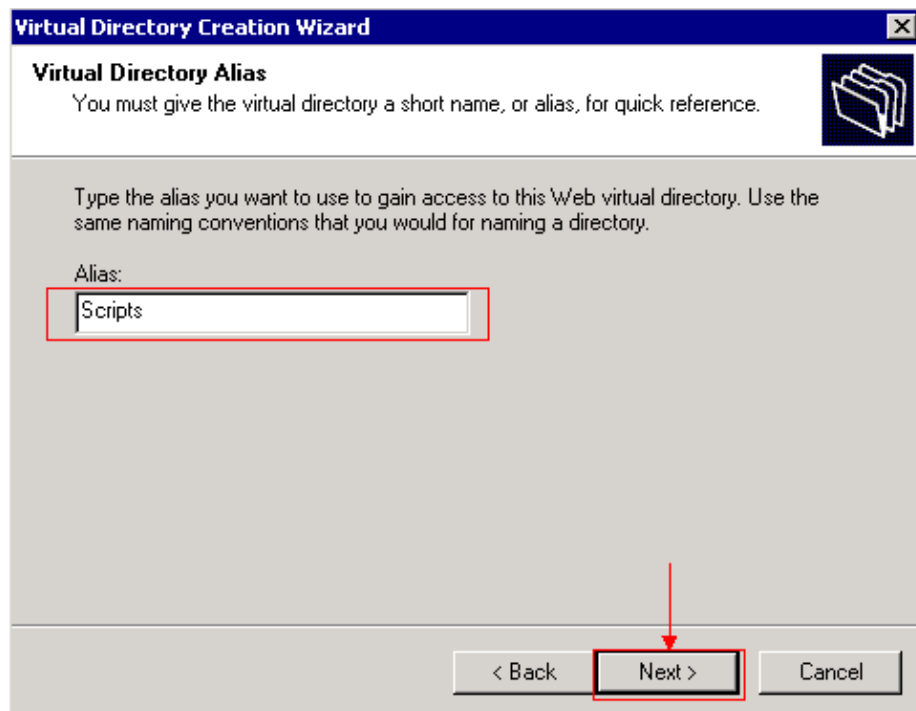 Virtual Directory Creation Wizard
Virtual Directory Alias
You must give the virtual directory a short name, or alias, for quick reference.
Type the alias you want to use to gain access to this Web virtual directory. Use the
same naming conventions that you would for naming a directory.
Alias:
Scripts
< Back Next > Cancel